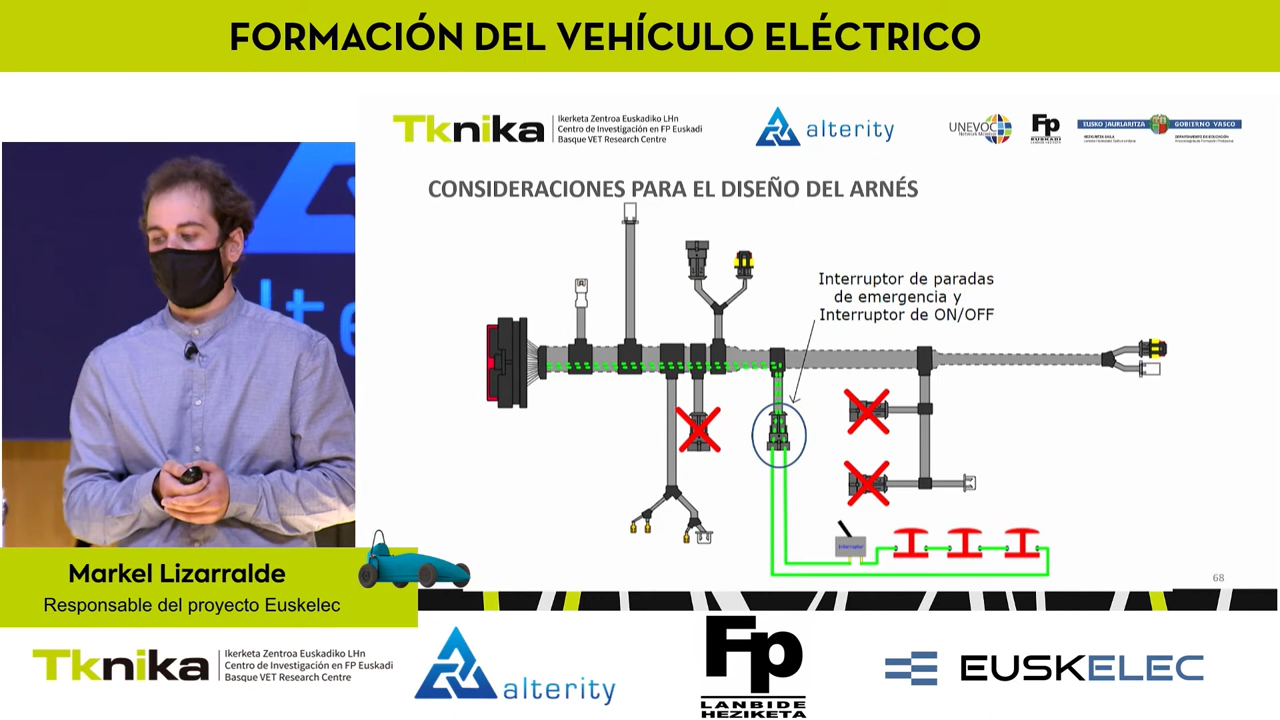 FORMACIÓN DEL VEHÍCULO ELÉCTRICO
Tknika
Ikerketa Zentroa Euskadiko LHn
Centro de Investigación en FP Euskadi
Basque VET Research Centre
alterity
UNEVOC
Network Member
Fp
EUSKO JAURLARITZA
GOBIERNO VASCO
CONSIDERACIONES PARA EL DISEÑO DEL ARNÉS
Interruptor de paradas
de emergencia y
Interruptor de ON/OFF
Interruptor
68
Markel Lizarralde
Responsable del proyecto Euskelec
Tknika
Ikerketa Zentroa Euskadiko LHn
Centro de Investigación en FP Euskadi
Basque VET Research Centre
alterity
Fp
LANBIDE
HEZIKETA
EUSKELEC